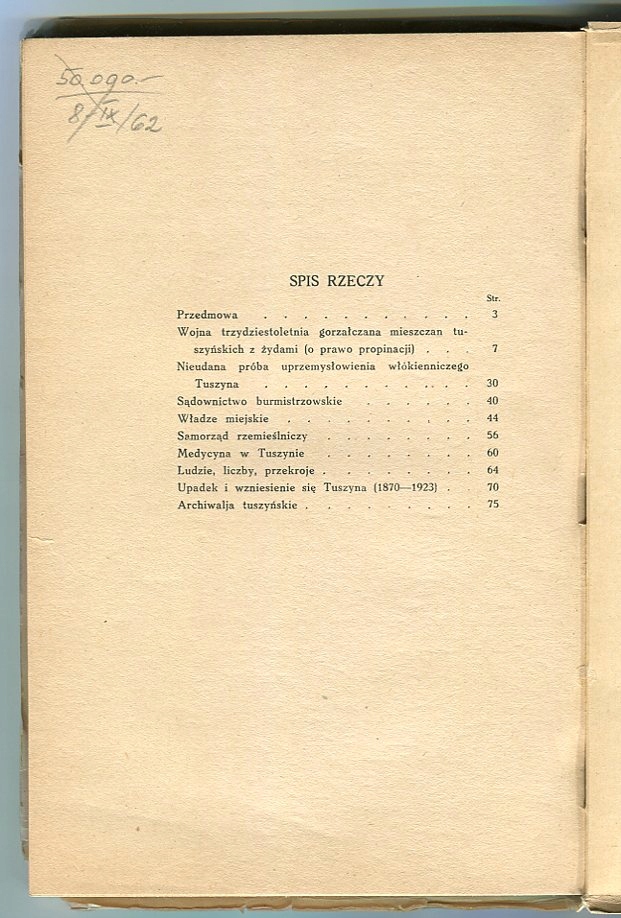 50,090.-
8/IX/62
SPIS RZECZY
Str.
Przedmowa . . . . . . . . . . . 3
Wojna trzydziestoletnia gorzałczana mieszczan tu-
szyńskich z żydami (o prawo propinacji) . . . 7
Nieudana próba uprzemysłowienia włókienniczego
Tuszyna . . . . . . . . . . . 30
Sądownictwo burmistrzowskie . . . . . . 40
Władze miejskie . . . . . . . . . . 44
Samorząd rzemieślniczy . . . . . . . . 56
Medycyna w Tuszynie . . . . . . . . 60
Ludzie, liczby, przekroje . . . . . . . . 64
Upadek i wzniesienie się Tuszyna (1870—1923) . . 70
Archiwalja tuszyńskie . . . . . . . . . 75